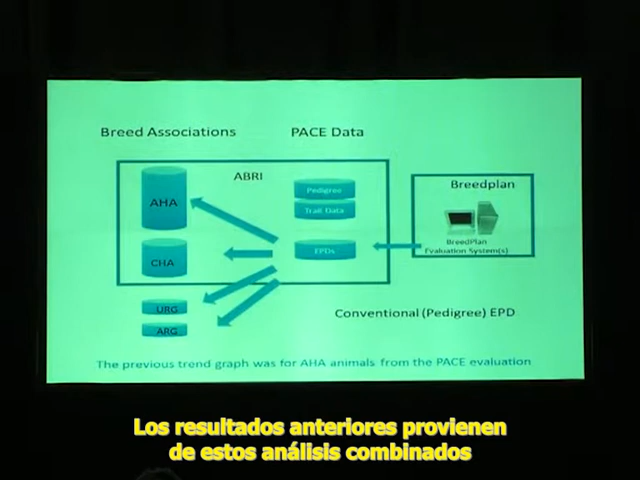 Breed Associations PACE Data
ABRI
AHA
Pedigree
Trait Data
Breedplan
CHA
EPDs
BreedPlan
Evaluation System(s)
URG
ARG
Conventional (Pedigree) EPD
The previous trend graph was for AHA animals from the PACE evaluation
Los resultados anteriores provienen
de estos análisis combinados